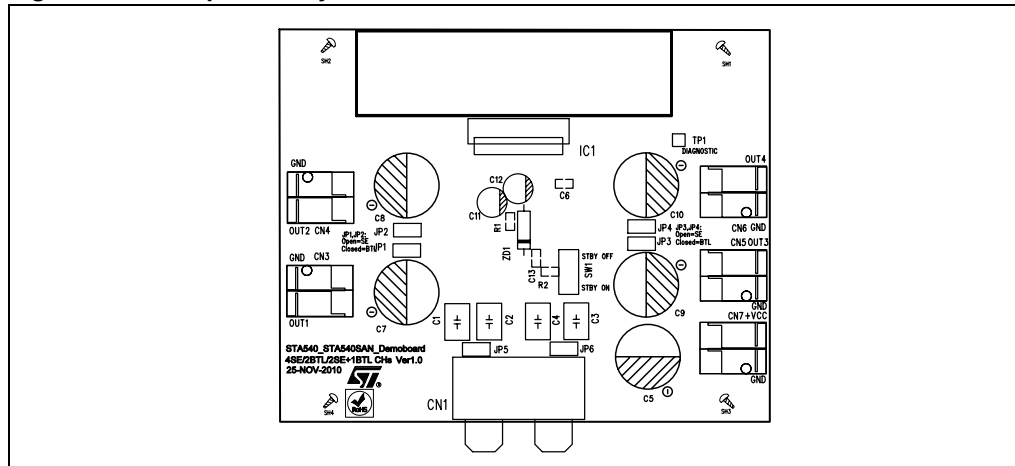 SH2
SH1
IC1
TP1
DIAGNOSTIC
OUT4
GND
C12
C6
C11
R1
C8
C10
OUT2 CN4
JP2
JP1,JP2:
Open=SE
Closed=BTL
JP1
JP4
JP3,JP4:
Open=SE
Closed=BTL
JP3
CN6 GND
CN5 OUT3
GND CN3
ZD1
C13
R2
SW1
STBY OFF
STBY ON
OUT1
C7
C9
GND
CN7 +VCC
C1
C2
C4
C3
JP5
JP6
GND
C5
STA540_STA540SAN_Demoboard
4SE/2BTL/2SE+1BTL CHs Ver1.0
25-NOV-2010
ST
RoHS
CN1
SH4
SH3